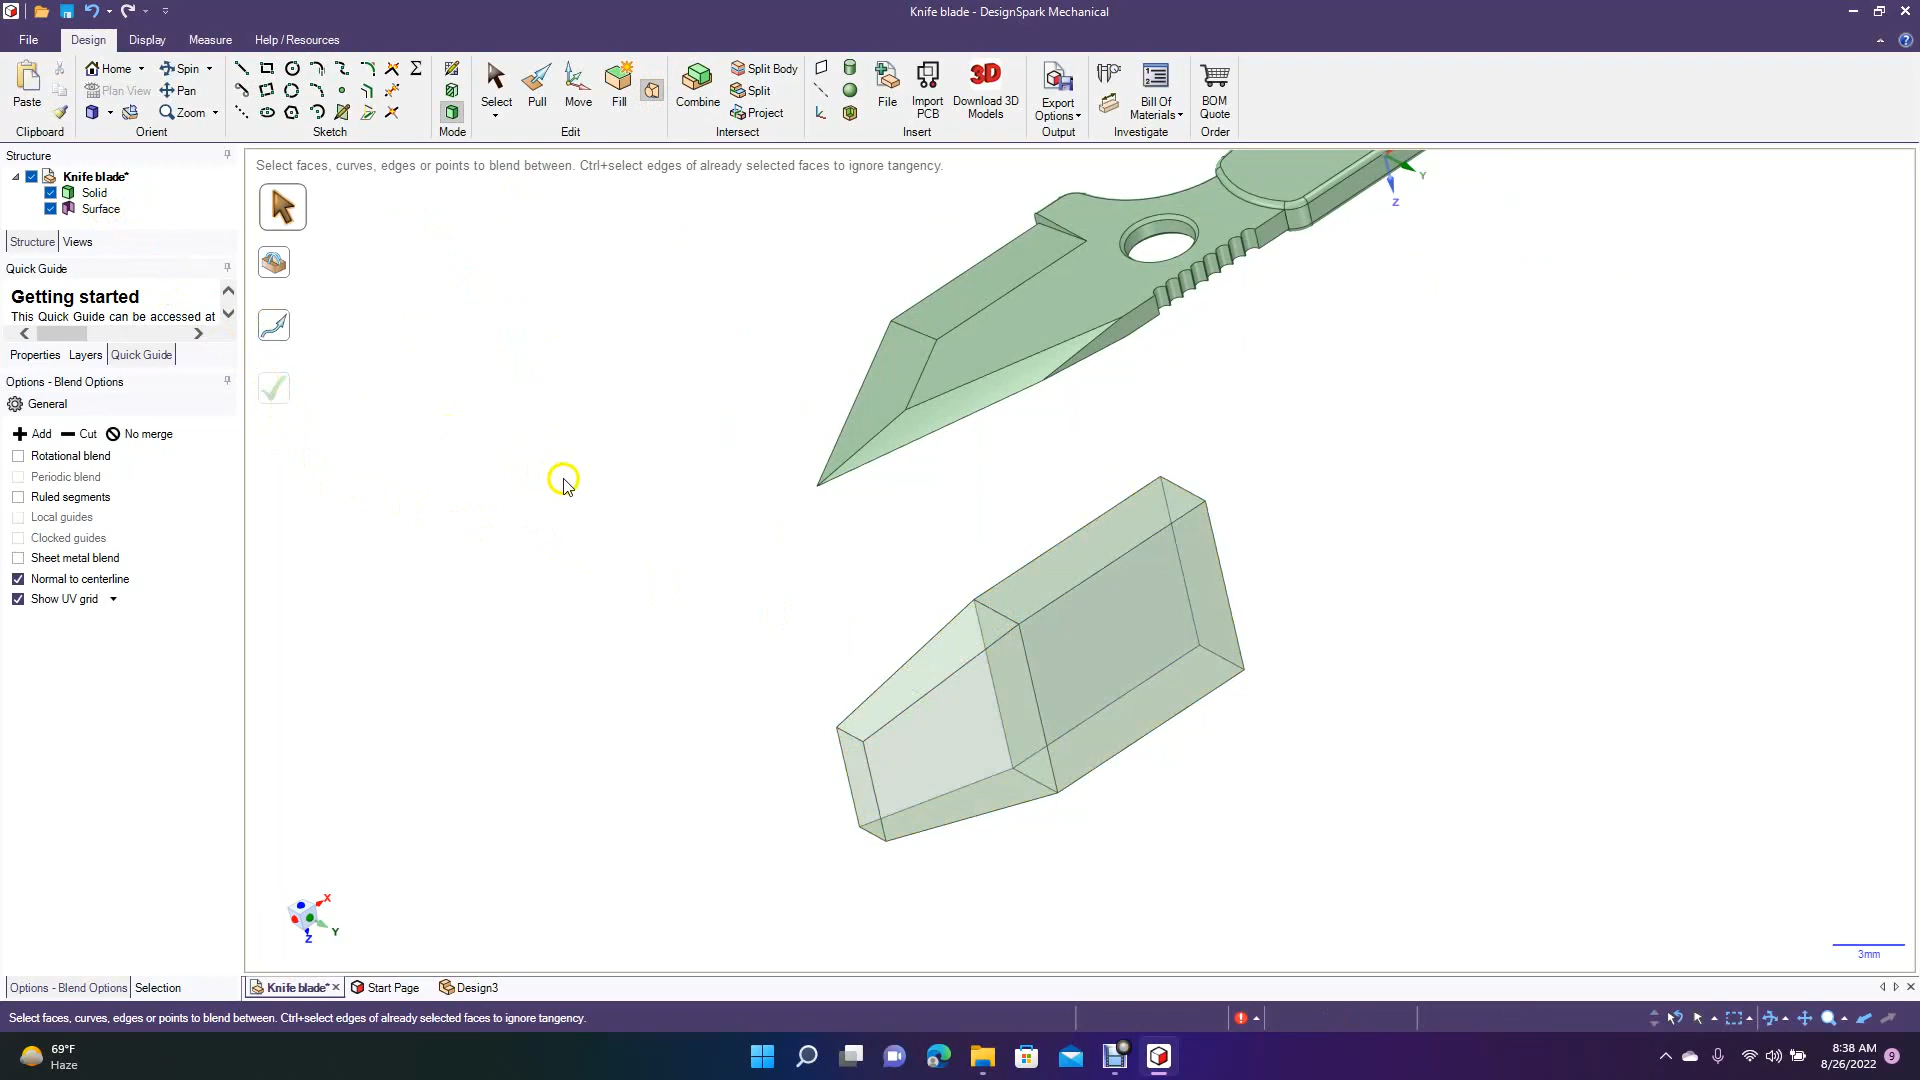 Knife blade - DesignSpark Mechanical
File Design Display Measure Help / Resources
Paste
Home
Plan View
Spin
Pan
Zoom
Select
Pull
Move
Fill
Combine
Split Body
Split
Project
File
Import PCB
Download 3D Models
Export Options
Bill Of Materials
BOM Quote
Clipboard Orient Sketch Mode Edit Intersect Insert Output Investigate Order
Structure
Knife blade*
Solid
Surface
Structure Views
Quick Guide
Getting started
This Quick Guide can be accessed at
Properties Layers Quick Guide
Options - Blend Options
General
Add Cut No merge
Rotational blend
Periodic blend
Ruled segments
Local guides
Clocked guides
Sheet metal blend
Normal to centerline
Show UV grid
Select faces, curves, edges or points to blend between. Ctrl+select edges of already selected faces to ignore tangency.
Y
Z
X
Y
Z
3mm
Options - Blend Options Selection
Knife blade* Start Page Design3
Select faces, curves, edges or points to blend between. Ctrl+select edges of already selected faces to ignore tangency.
69°F
Haze
8:38 AM
8/26/2022
9